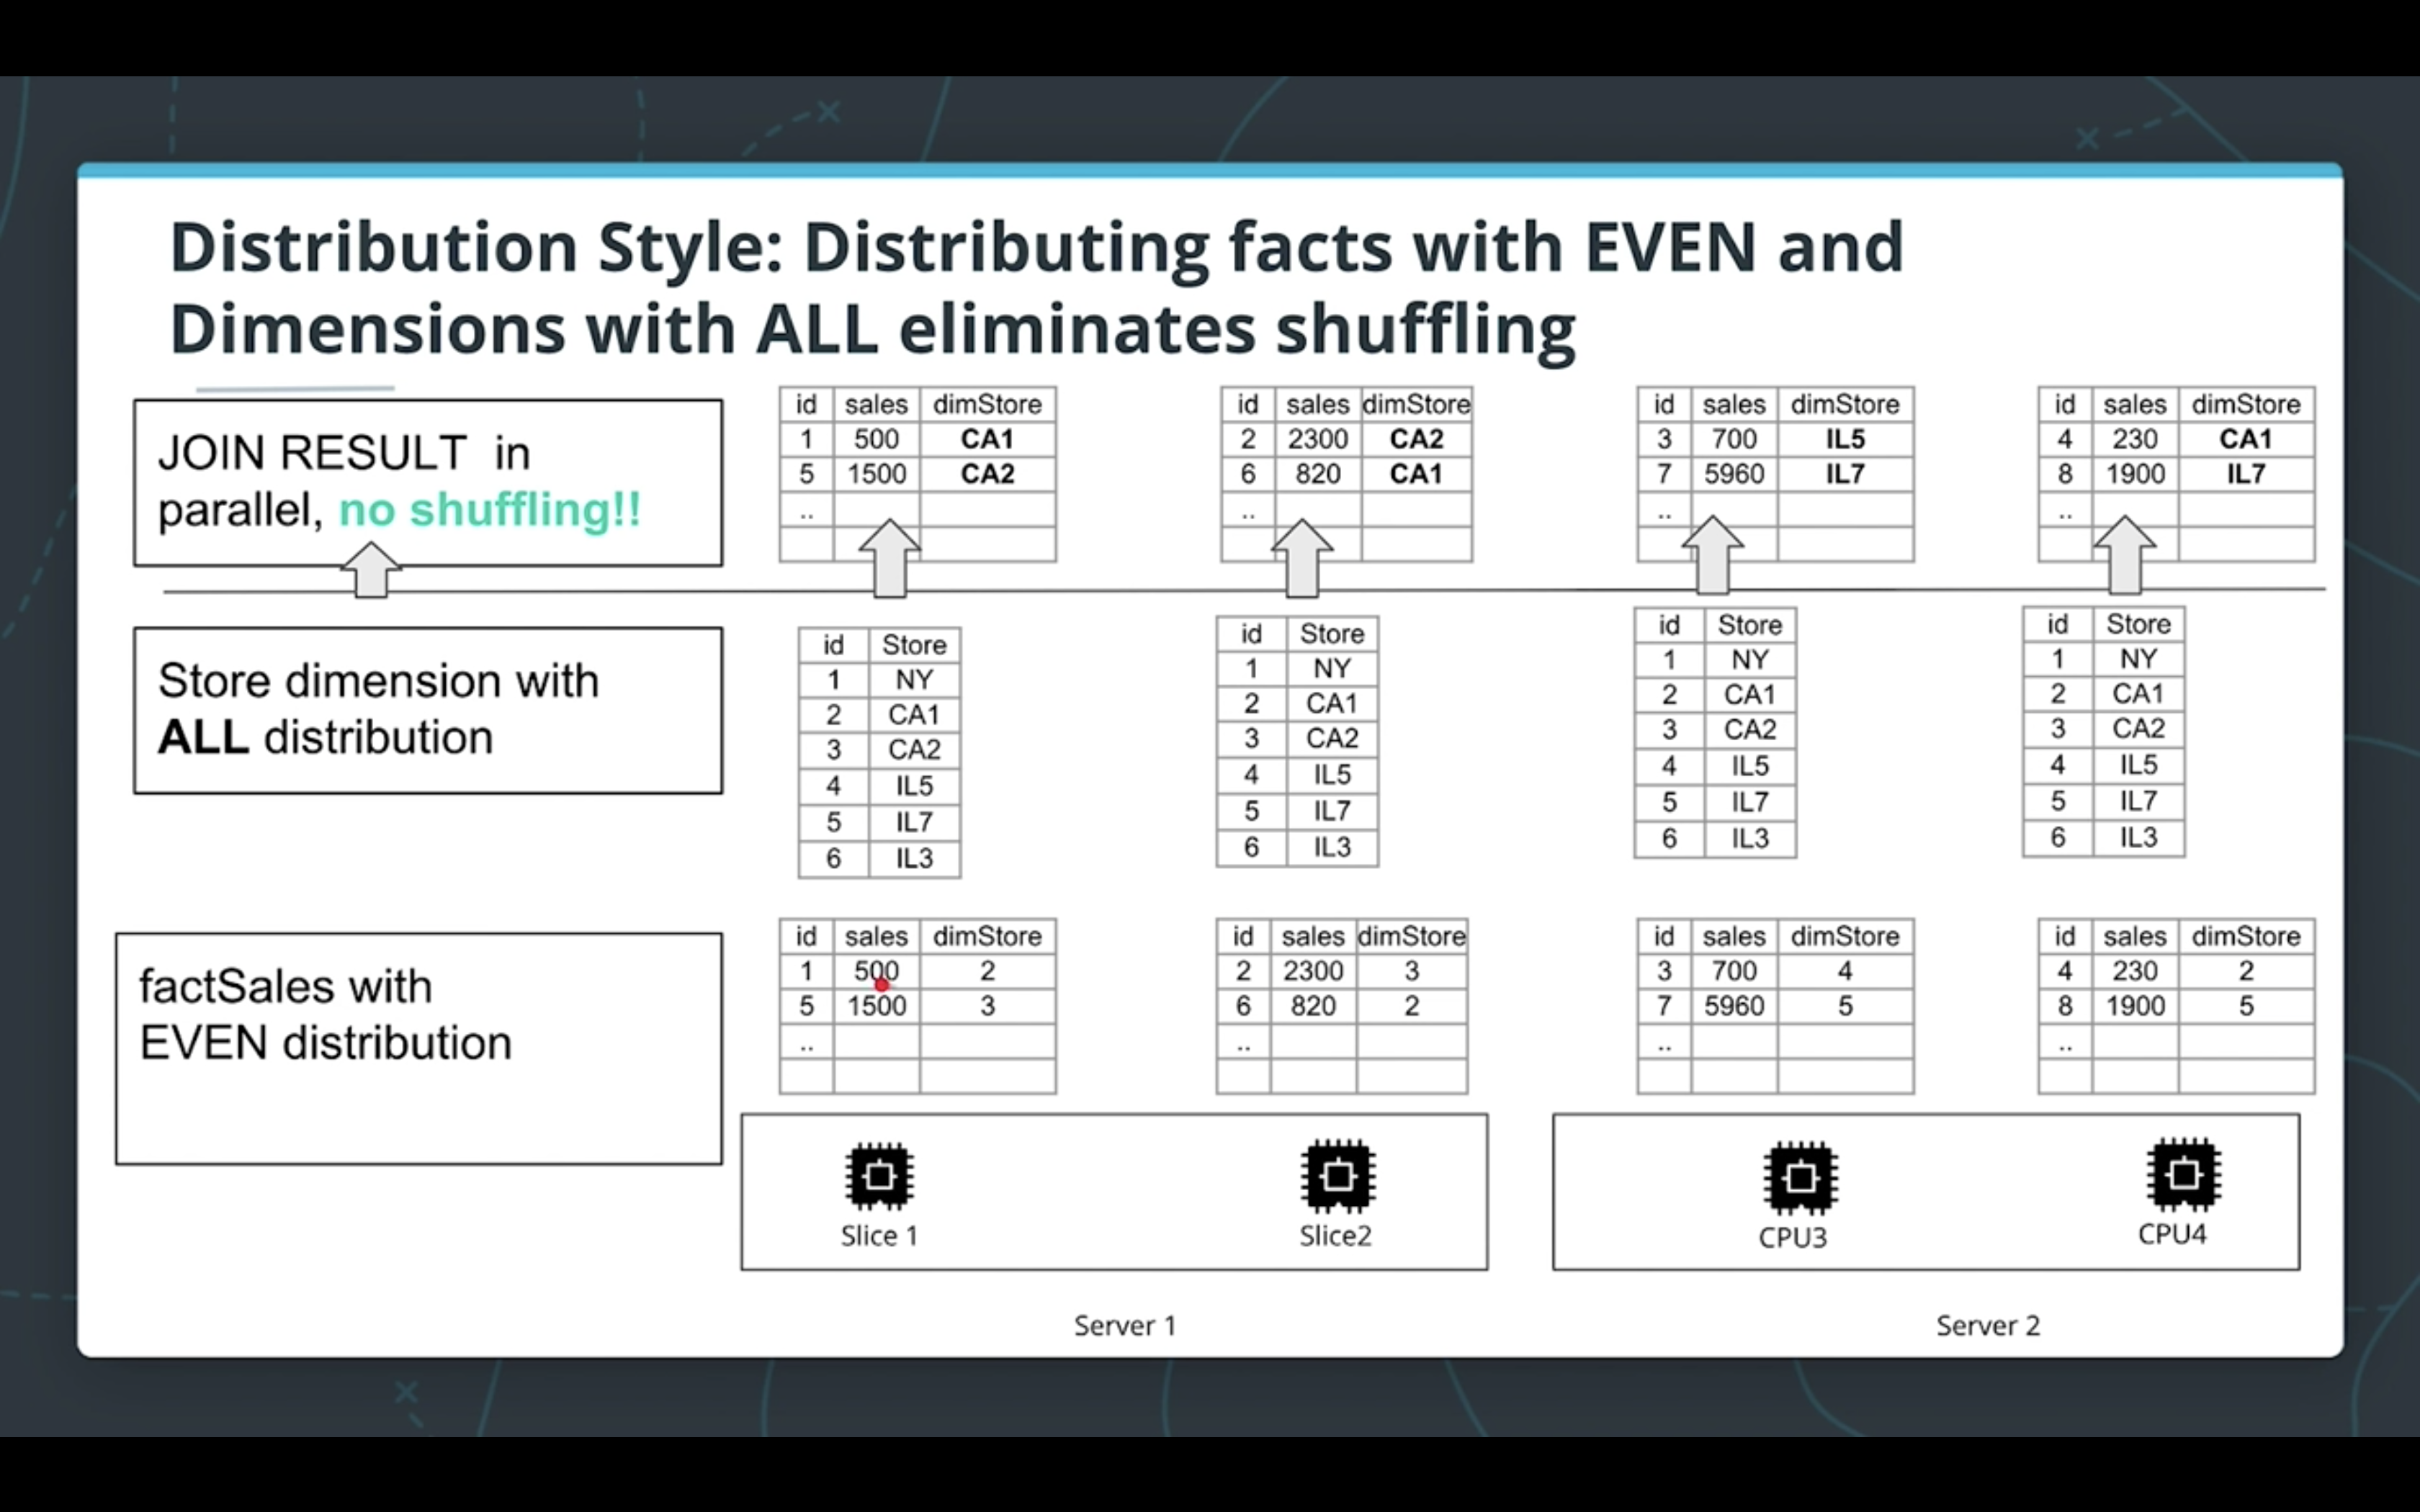 Distribution Style: Distributing facts with EVEN and
Dimensions with ALL eliminates shuffling
JOIN RESULT in
parallel, no shuffling!!
id sales dimStore
1 500 CA1
5 1500 CA2
..
id sales dimStore
2 2300 CA2
6 820 CA1
..
id sales dimStore
3 700 IL5
7 5960 IL7
..
id sales dimStore
4 230 CA1
8 1900 IL7
..
Store dimension with
ALL distribution
id Store
1 NY
2 CA1
3 CA2
4 IL5
5 IL7
6 IL3
id Store
1 NY
2 CA1
3 CA2
4 IL5
5 IL7
6 IL3
id Store
1 NY
2 CA1
3 CA2
4 IL5
5 IL7
6 IL3
id Store
1 NY
2 CA1
3 CA2
4 IL5
5 IL7
6 IL3
factSales with
EVEN distribution
id sales dimStore
1 500 2
5 1500 3
..
id sales dimStore
2 2300 3
6 820 2
..
id sales dimStore
3 700 4
7 5960 5
..
id sales dimStore
4 230 2
8 1900 5
..
Slice 1
Slice2
CPU3
CPU4
Server 1
Server 2